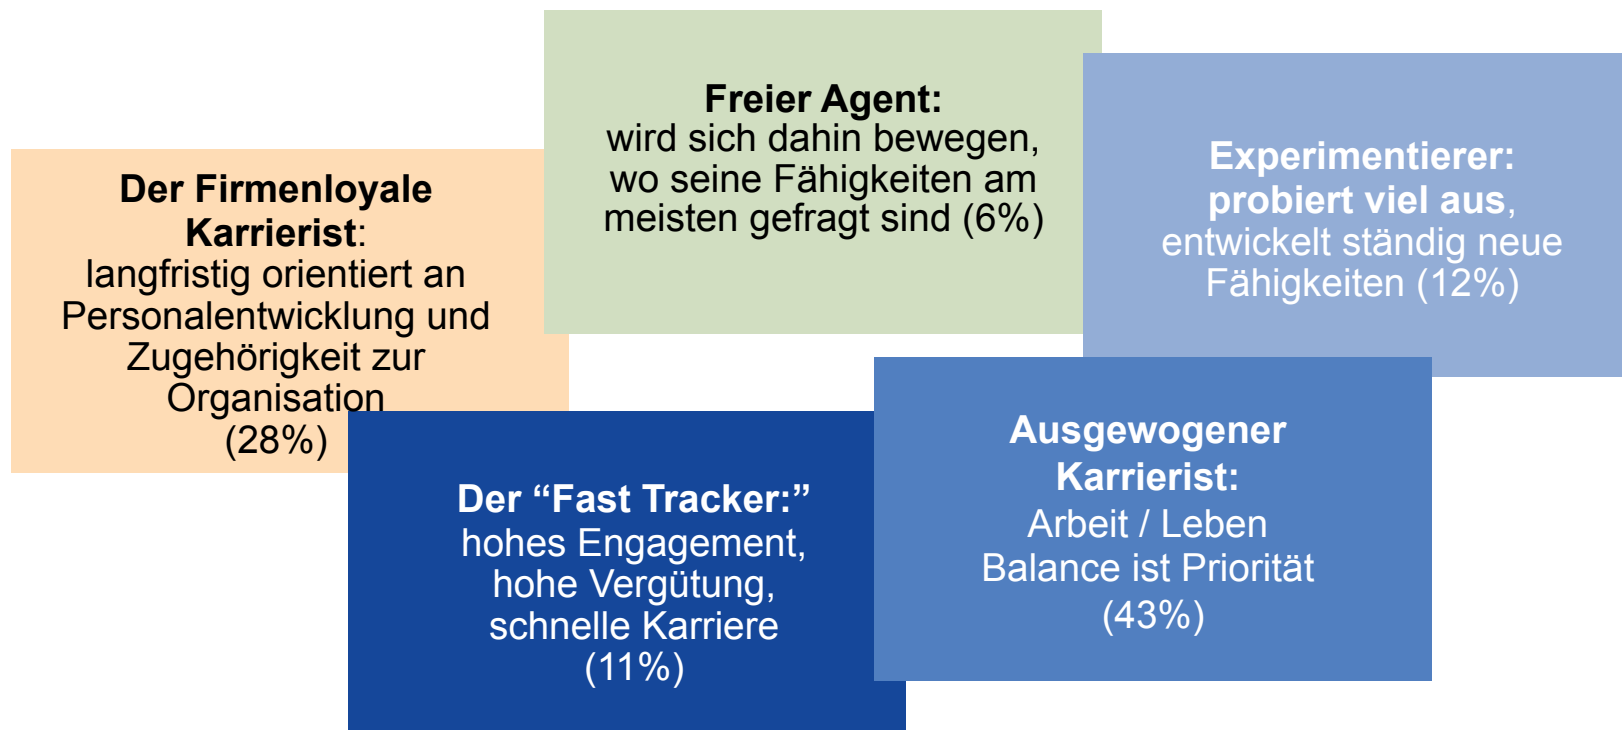 Der Firmenloyale
Karrierist:
langfristig orientiert an
Personalentwicklung und
Zugehörigkeit zur
Organisation
(28%)
Freier Agent:
wird sich dahin bewegen,
wo seine Fähigkeiten am
meisten gefragt sind (6%)
Experimentierer:
probiert viel aus,
entwickelt ständig neue
Fähigkeiten (12%)
Der “Fast Tracker:”
hohes Engagement,
hohe Vergütung,
schnelle Karriere
(11%)
Ausgewogener
Karrierist:
Arbeit / Leben
Balance ist Priorität
(43%)